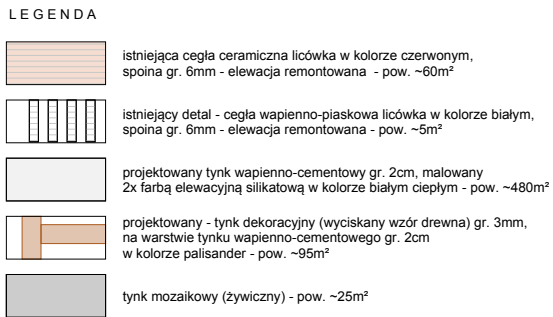 LEGENDA
istniejąca cegła ceramiczna licówka w kolorze czerwonym,
spoina gr. 6mm - elewacja remontowana - pow. ~60m²
istniejący detal - cegła wapienno-piaskowa licówka w kolorze białym,
spoina gr. 6mm - elewacja remontowana - pow. ~5m²
projektowany tynk wapienno-cementowy gr. 2cm, malowany
2x farbą elewacyjną silikatową w kolorze białym ciepłym - pow. ~480m²
projektowany - tynk dekoracyjny (wyciskany wzór drewna) gr. 3mm,
na warstwie tynku wapienno-cementowego gr. 2cm
w kolorze palisander - pow. ~95m²
tynk mozaikowy (żywiczny) - pow. ~25m²